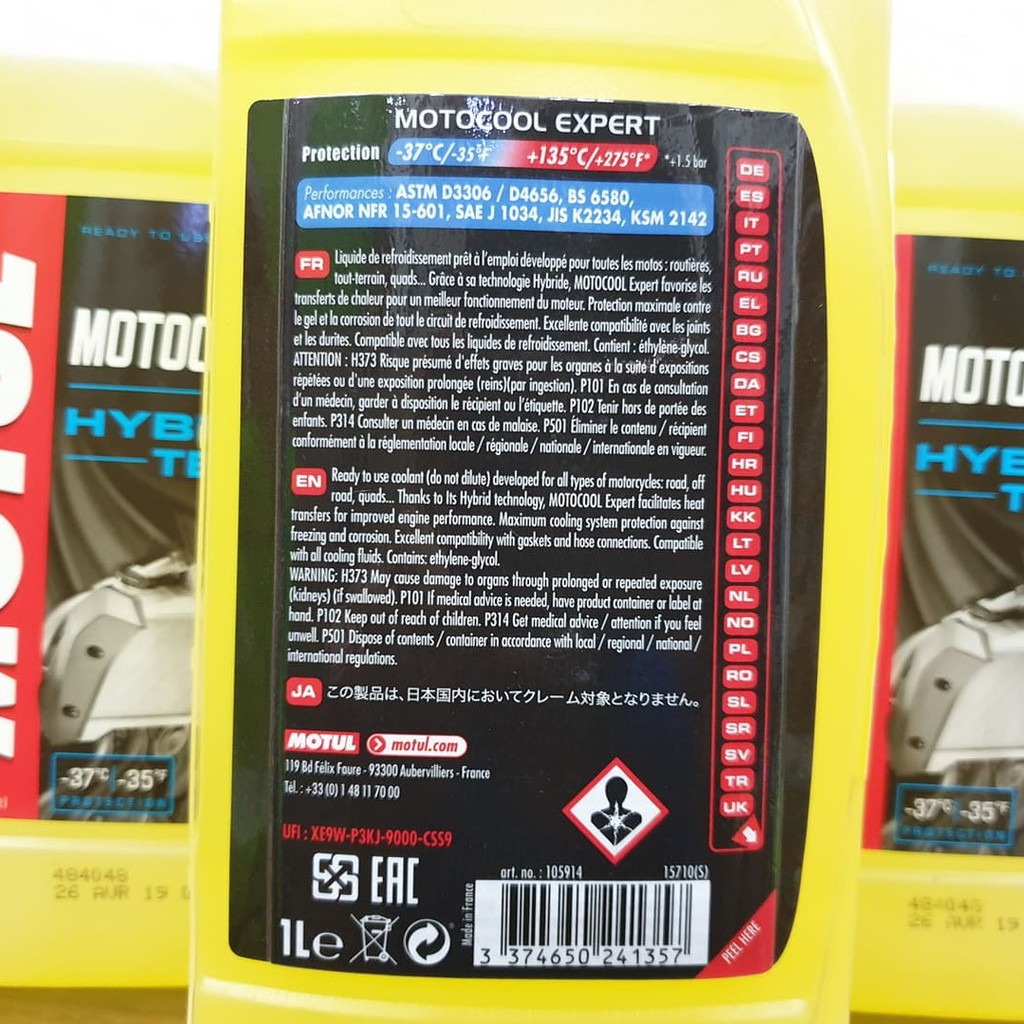 MOTOCOOL EXPERT
Protection -37°C/-35°F +135°C/+275°F* *+1.5 bar
Performances : ASTM D3306 / D4656, BS 6580,
AFNOR NFR 15-601, SAE J 1034, JIS K2234, KSM 2142
FR Liquide de refroidissement prêt à l'emploi développé pour toutes les motos : routières,
tout-terrain, quads... Grâce à sa technologie Hybride, MOTOCOOL Expert favorise les
transferts de chaleur pour un meilleur fonctionnement du moteur. Protection maximale contre
le gel et la corrosion de tout le circuit de refroidissement. Excellente compatibilité avec les joints
et les durites. Compatible avec tous les liquides de refroidissement. Contient : éthylène-glycol.
ATTENTION : H373 Risque présumé d'effets graves pour les organes à la suite d'expositions
répétées ou d'une exposition prolongée (reins)(par ingestion). P101 En cas de consultation
d'un médecin, garder à disposition le récipient ou l'étiquette. P102 Tenir hors de portée des
enfants. P314 Consulter un médecin en cas de malaise. P501 Éliminer le contenu / récipient
conformément à la réglementation locale / régionale / nationale / internationale en vigueur.
EN Ready to use coolant (do not dilute) developed for all types of motorcycles: road, off
road, quads... Thanks to Its Hybrid technology, MOTOCOOL Expert facilitates heat
transfers for improved engine performance. Maximum cooling system protection against
freezing and corrosion. Excellent compatibility with gaskets and hose connections. Compatible
with all cooling fluids. Contains: ethylene-glycol.
WARNING: H373 May cause damage to organs through prolonged or repeated exposure
(kidneys) (if swallowed). P101 If medical advice is needed, have product container or label at
hand. P102 Keep out of reach of children. P314 Get medical advice / attention if you feel
unwell. P501 Dispose of contents / container in accordance with local / regional / national /
international regulations.
JA この製品は、日本国内においてクレーム対象となりません。
MOTUL motul.com
119 Bd Félix Faure - 93300 Aubervilliers - France
Tél. : +33 (0) 1 48 11 70 00
UFI : XE9W-P3KJ-9000-CSS9
EAC
1L e
Made in France
art. no. : 105914 15710(S)
3 374650 241357
PEEL HERE
DE
ES
IT
PT
RU
EL
BG
CS
DA
ET
FI
HR
HU
KK
LT
LV
NL
NO
PL
RO
SL
SR
SV
TR
UK
READY TO US
MOTOC
HYB
TE
-37°C -35°F
PROTECTION
484048
26 AVR 19 0
READY TO
MOTO
HYB
T
-37°C -35°F
PROTECTION
48404
26 AVR 19